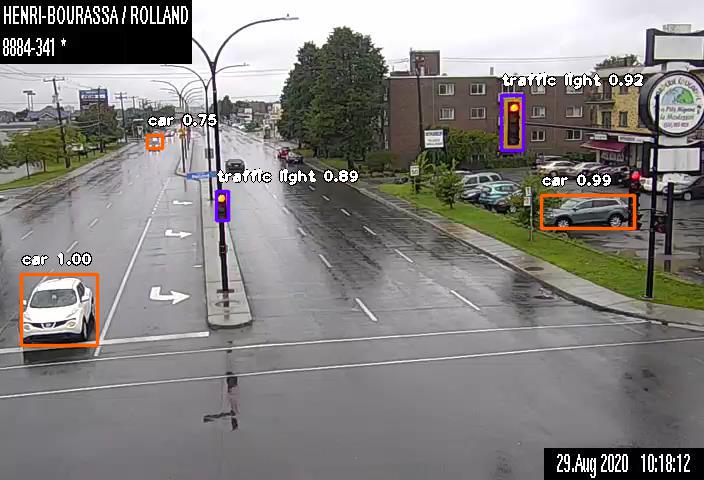 HENRI-BOURASSA / ROLLAND
8884-341 *
traffic light 0.92
car 0.75
traffic light 0.89
car 0.99
car 1.00
29.Aug 2020 10:18:12